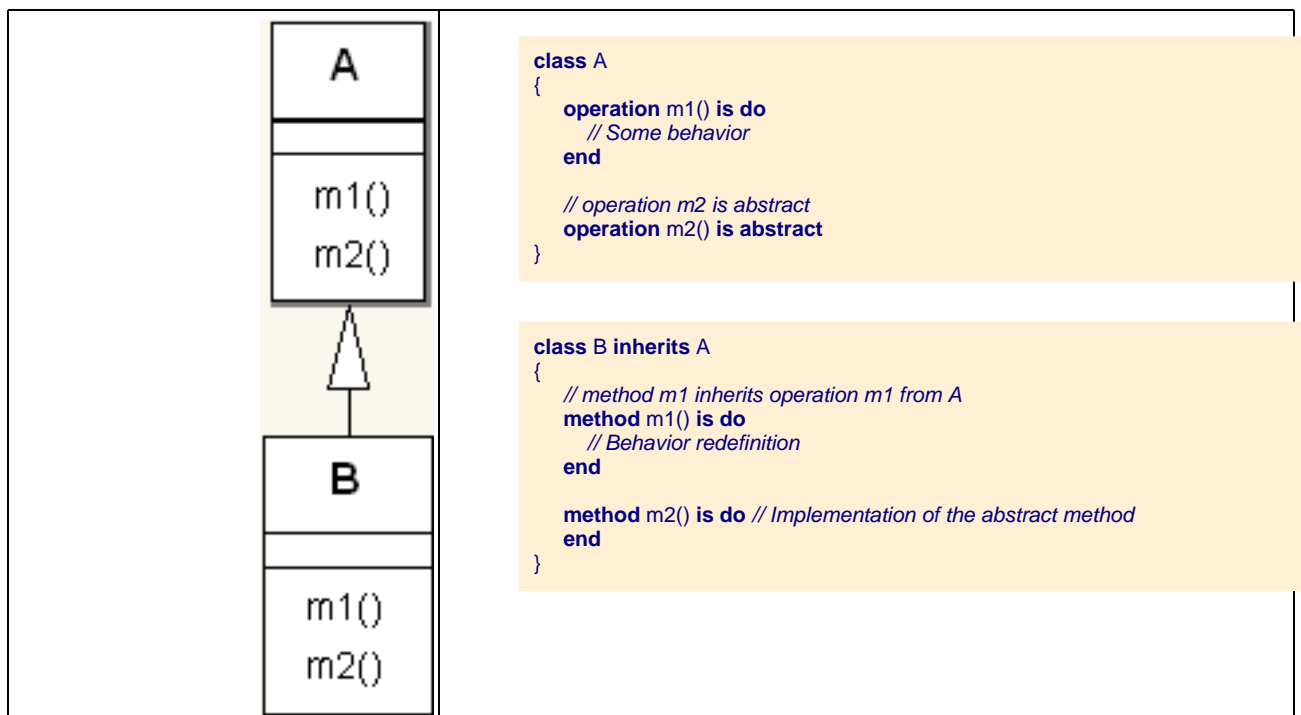 A
m1()
m2()
B
m1()
m2()
class A
{
operation m1() is do
// Some behavior
end
// operation m2 is abstract
operation m2() is abstract
}
class B inherits A
{
// method m1 inherits operation m1 from A
method m1() is do
// Behavior redefinition
end
method m2() is do // Implementation of the abstract method
end
}